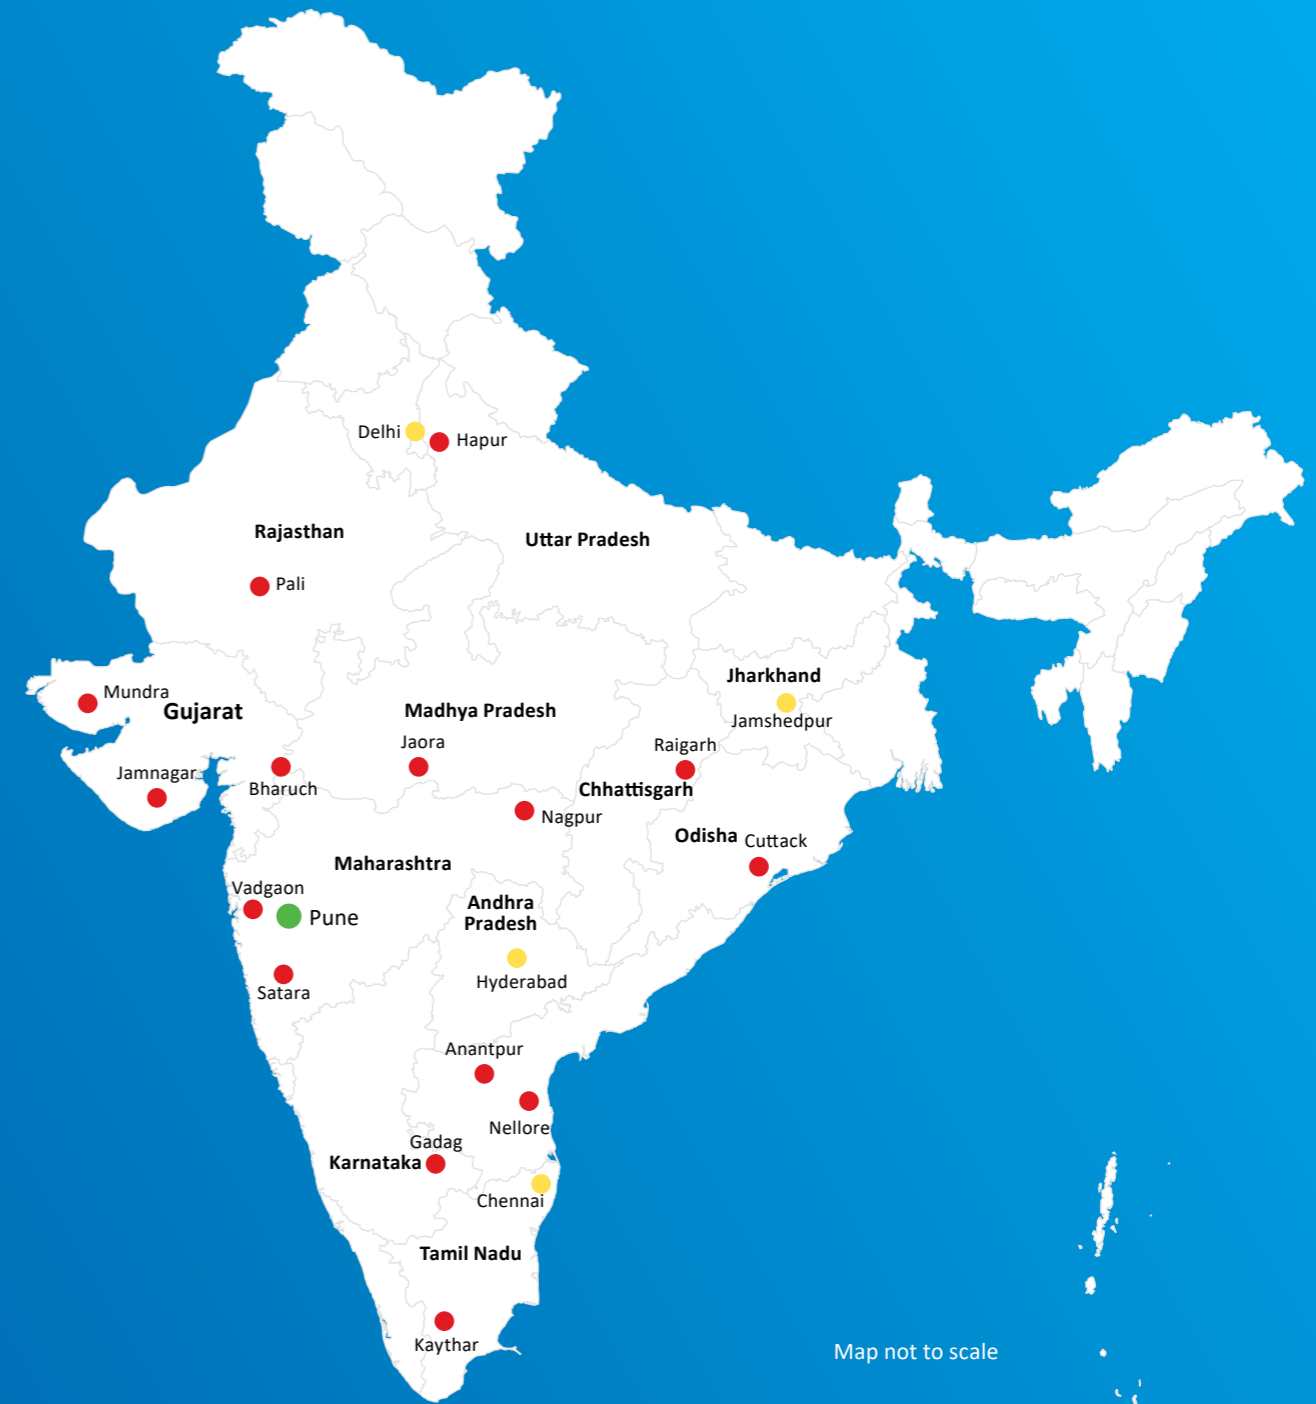 Delhi
Hapur
Rajasthan
Uttar Pradesh
Pali
Jharkhand
Mundra
Gujarat
Madhya Pradesh
Jamshedpur
Jaora
Raigarh
Jamnagar
Bharuch
Chhattisgarh
Nagpur
Odisha
Cuttack
Maharashtra
Vadgaon
Andhra
Pradesh
Pune
Hyderabad
Satara
Anantpur
Nellore
Gadag
Karnataka
Chennai
Tamil Nadu
Kaythar
Map not to scale